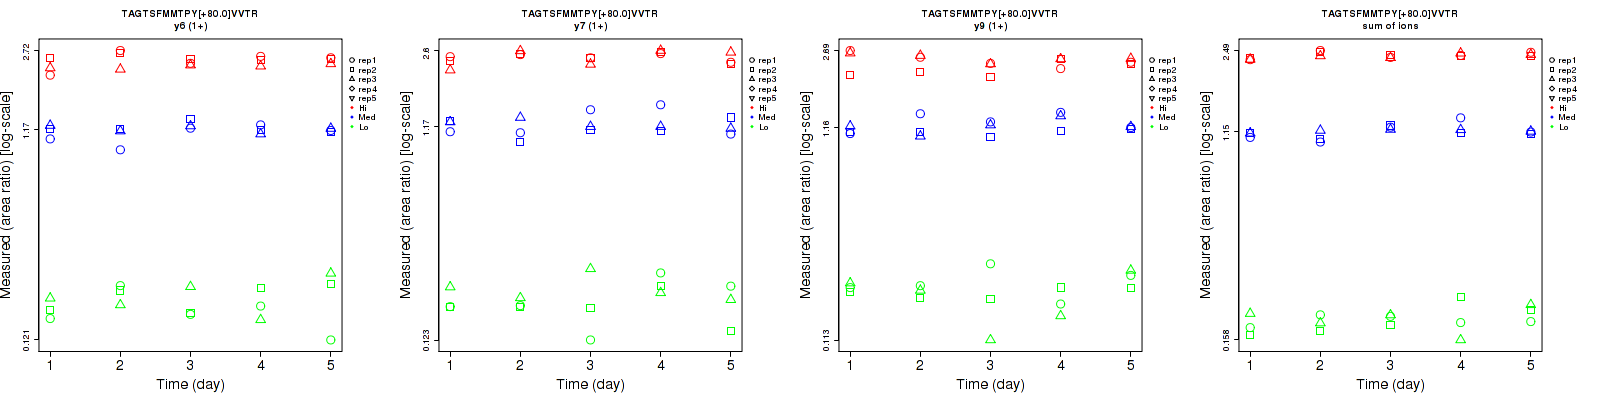 TAGTSFMMTPY[+80.0]VVTR
y6 (1+)
Measured (area ratio) [log-scale]
2.72
1.17
0.121
1
2
3
4
5
Time (day)
rep1
rep2
rep3
rep4
rep5
Hi
Med
Lo
TAGTSFMMTPY[+80.0]VVTR
y7 (1+)
Measured (area ratio) [log-scale]
2.6
1.17
0.123
1
2
3
4
5
Time (day)
rep1
rep2
rep3
rep4
rep5
Hi
Med
Lo
TAGTSFMMTPY[+80.0]VVTR
y9 (1+)
Measured (area ratio) [log-scale]
2.69
1.16
0.113
1
2
3
4
5
Time (day)
rep1
rep2
rep3
rep4
rep5
Hi
Med
Lo
TAGTSFMMTPY[+80.0]VVTR
sum of ions
Measured (area ratio) [log-scale]
2.49
1.15
0.158
1
2
3
4
5
Time (day)
rep1
rep2
rep3
rep4
rep5
Hi
Med
Lo